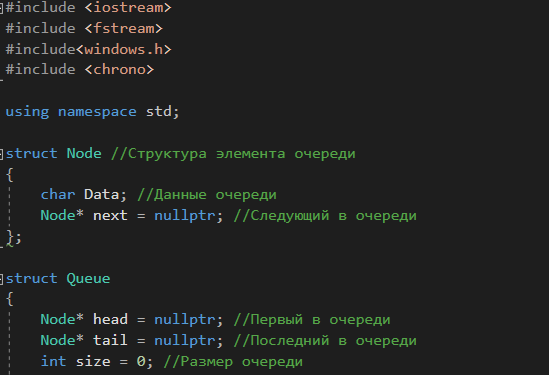 #include <iostream>
#include <fstream>
#include<windows.h>
#include <chrono>
using namespace std;
struct Node //Структура элемента очереди
{
char Data; //Данные очереди
Node* next = nullptr; //Следующий в очереди
};
struct Queue
{
Node* head = nullptr; //Первый в очереди
Node* tail = nullptr; //Последний в очереди
int size = 0; //Размер очереди